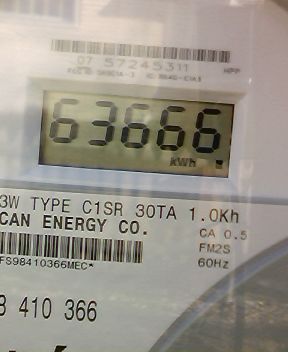 07 57245311
63666
kWh
3W TYPE C1SR 30TA 1.0Kh
CAN ENERGY CO.
CA 0.5
FM2S
FS98410366MEC*
60Hz
8 410 366